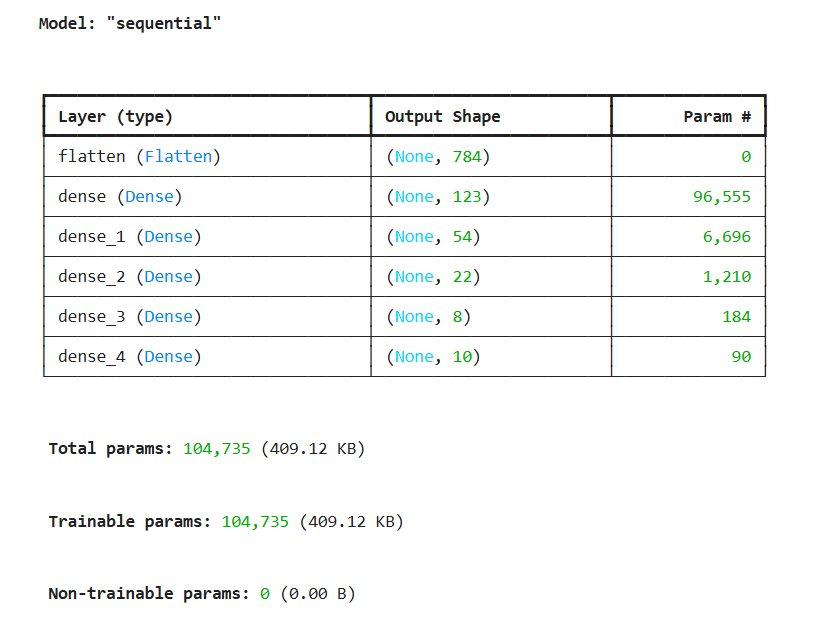 Model: "sequential"
Layer (type) Output Shape Param #
flatten (Flatten) (None, 784) 0
dense (Dense) (None, 123) 96,555
dense_1 (Dense) (None, 54) 6,696
dense_2 (Dense) (None, 22) 1,210
dense_3 (Dense) (None, 8) 184
dense_4 (Dense) (None, 10) 90
Total params: 104,735 (409.12 KB)
Trainable params: 104,735 (409.12 KB)
Non-trainable params: 0 (0.00 B)